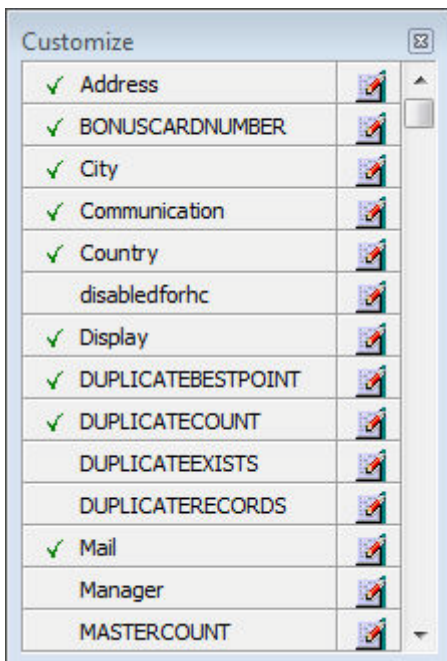 Customize
Address
BONUSCARDNUMBER
City
Communication
Country
disabledforhc
Display
DUPLICATEBESTPOINT
DUPLICATECOUNT
DUPLICATEEXISTS
DUPLICATERECORDS
Mail
Manager
MASTERCOUNT